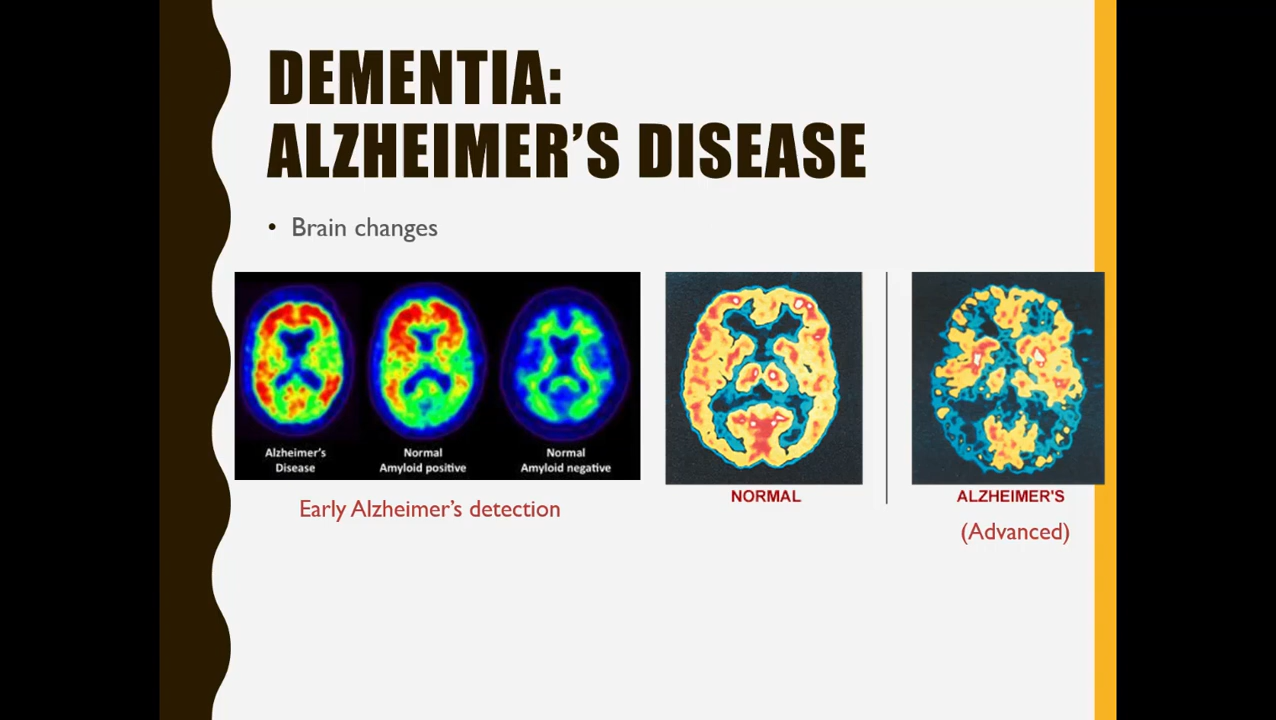 DEMENTIA:
ALZHEIMER'S DISEASE
• Brain changes
Alzheimer's
Disease
Normal
Amyloid positive
Normal
Amyloid negative
Early Alzheimer's detection
NORMAL
ALZHEIMER'S
(Advanced)